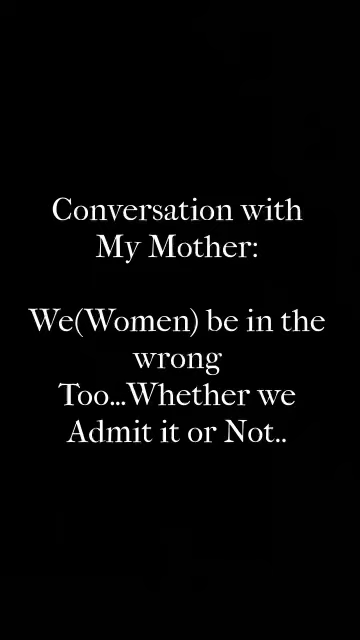 Conversation with
My Mother:
We(Women) be in the
wrong
Too...Whether we
Admit it or Not..